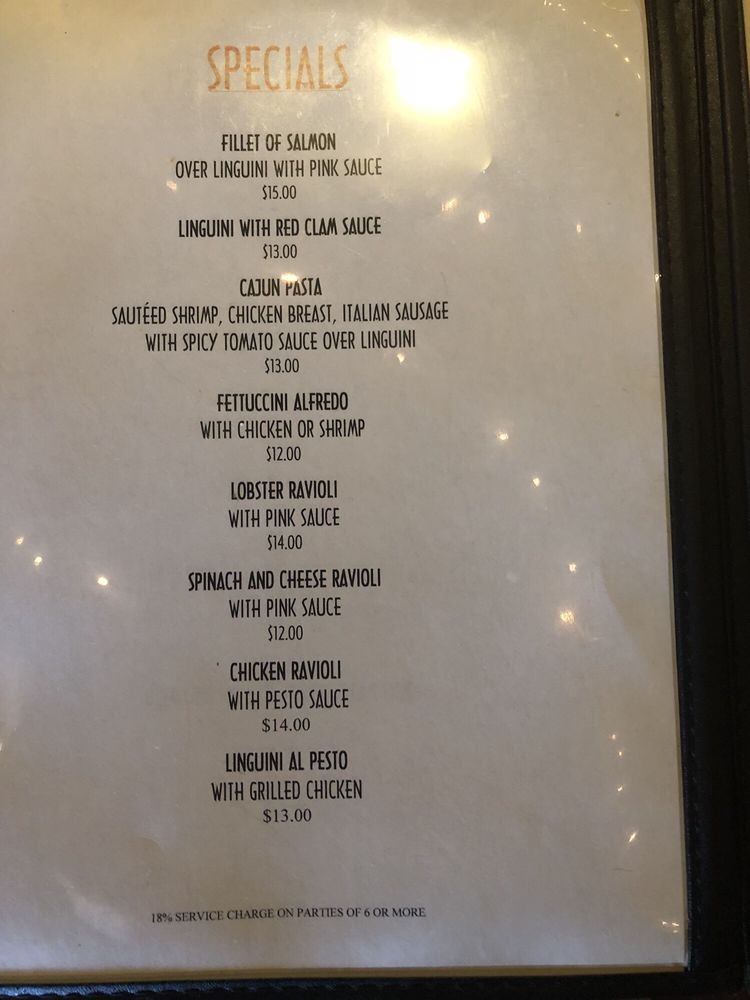 SPECIALS
FILLET OF SALMON
OVER LINGUINI WITH PINK SAUCE
$15.00
LINGUINI WITH RED CLAM SAUCE
$13.00
CAJUN PASTA
SAUTÉED SHRIMP, CHICKEN BREAST, ITALIAN SAUSAGE
WITH SPICY TOMATO SAUCE OVER LINGUINI
$13.00
FETTUCCINI ALFREDO
WITH CHICKEN OR SHRIMP
$12.00
LOBSTER RAVIOLI
WITH PINK SAUCE
$14.00
SPINACH AND CHEESE RAVIOLI
WITH PINK SAUCE
$12.00
CHICKEN RAVIOLI
WITH PESTO SAUCE
$14.00
LINGUINI AL PESTO
WITH GRILLED CHICKEN
$13.00
18% SERVICE CHARGE ON PARTIES OF 6 OR MORE